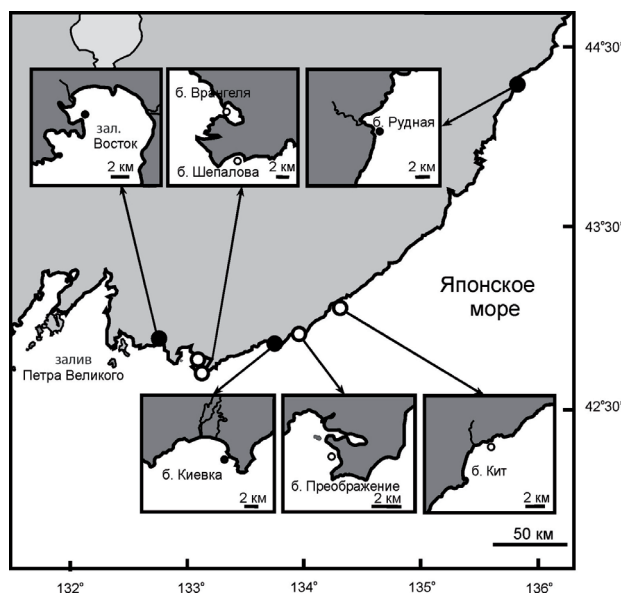 44°30'
б. Врангеля
зал.
Восток
б. Рудная
2 км
б. Шепалова
2 км
2 км
43°30'
Японское
море
залив
Петра Великого
42°30'
б. Киевка
2 км
б. Преображение
2 км
б. Кит
2 км
50 км
132°
133°
134°
135°
136°